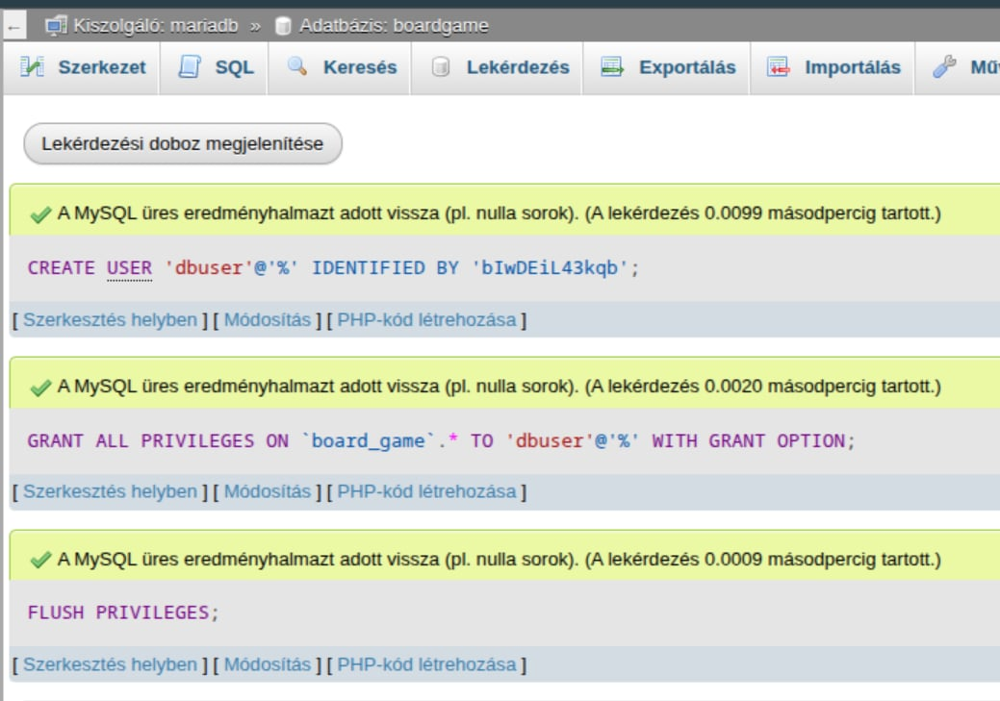 ← Kiszolgáló: mariadb » Adatbázis: boardgame
Szerkezet SQL Keresés Lekérdezés Exportálás Importálás
Lekérdezési doboz megjelenítése
A MySQL üres eredményhalmazt adott vissza (pl. nulla sorok). (A lekérdezés 0.0099 másodpercig tartott.)
CREATE USER 'dbuser'@'%' IDENTIFIED BY 'bIwDEiL43kqb';
[ Szerkesztés helyben ] [ Módosítás ] [ PHP-kód létrehozása ]
A MySQL üres eredményhalmazt adott vissza (pl. nulla sorok). (A lekérdezés 0.0020 másodpercig tartott.)
GRANT ALL PRIVILEGES ON `board_game`.* TO 'dbuser'@'%' WITH GRANT OPTION;
[ Szerkesztés helyben ] [ Módosítás ] [ PHP-kód létrehozása ]
A MySQL üres eredményhalmazt adott vissza (pl. nulla sorok). (A lekérdezés 0.0009 másodpercig tartott.)
FLUSH PRIVILEGES;
[ Szerkesztés helyben ] [ Módosítás ] [ PHP-kód létrehozása ]